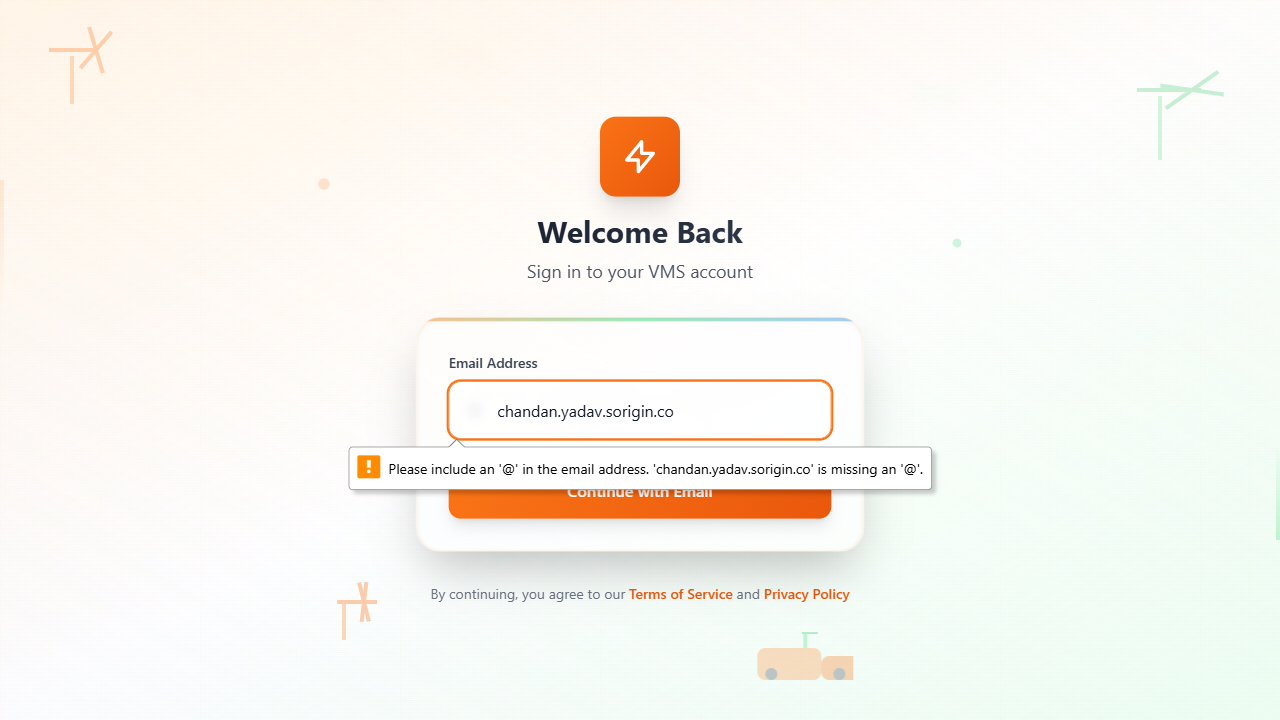 Welcome Back
Sign in to your VMS account
Email Address
chandan.yadav.sorigin.co
Please include an '@' in the email address. 'chandan.yadav.sorigin.co' is missing an '@'.
Continue with Email
By continuing, you agree to our Terms of Service and Privacy Policy